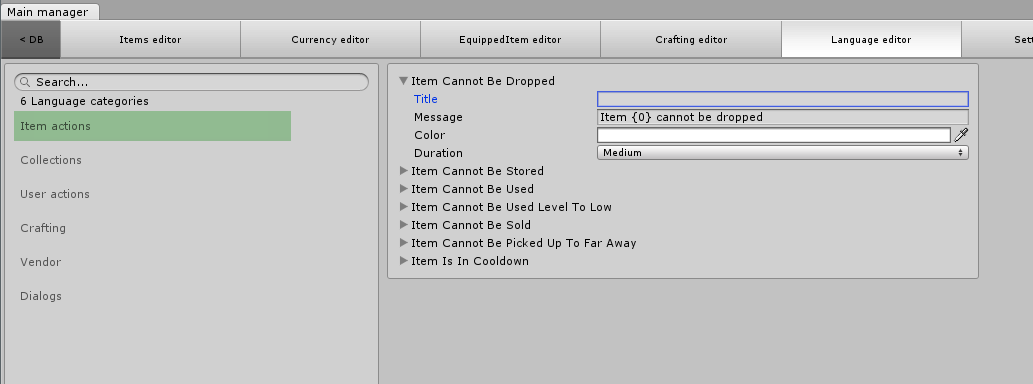 Main manager
< DB
Items editor
Currency editor
EquippedItem editor
Crafting editor
Language editor
Sett
Search...
6 Language categories
Item actions
Collections
User actions
Crafting
Vendor
Dialogs
Item Cannot Be Dropped
Title
Message
Item {0} cannot be dropped
Color
Duration
Medium
Item Cannot Be Stored
Item Cannot Be Used
Item Cannot Be Used Level To Low
Item Cannot Be Sold
Item Cannot Be Picked Up To Far Away
Item Is In Cooldown